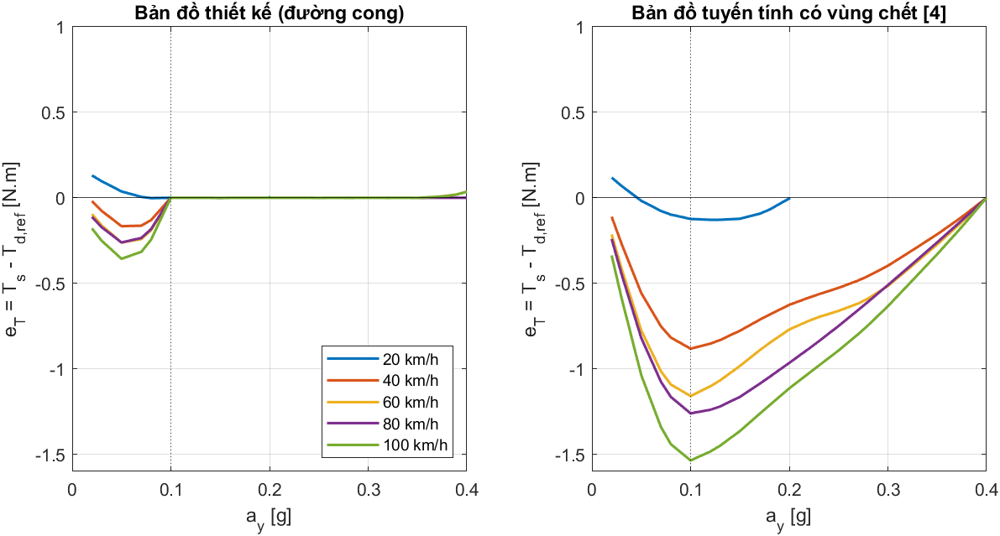 Bản đồ thiết kế (đường cong)
1
0.5
0
-0.5
-1
-1.5
e_T = T_s - T_d,ref [N.m]
20 km/h
40 km/h
60 km/h
80 km/h
100 km/h
0 0.1 0.2 0.3 0.4
a_y [g]
Bản đồ tuyến tính có vùng chết [4]
1
0.5
0
-0.5
-1
-1.5
e_T = T_s - T_d,ref [N.m]
0 0.1 0.2 0.3 0.4
a_y [g]